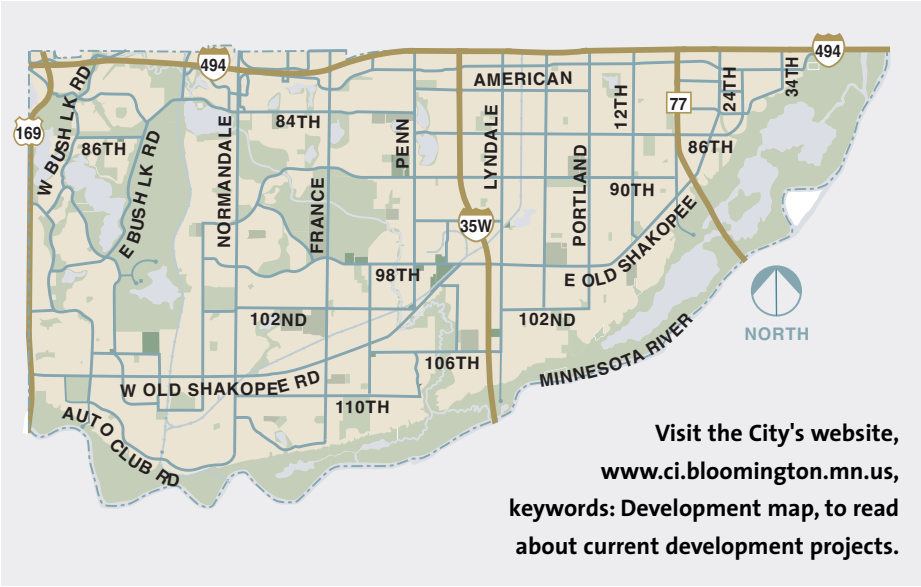 494
494
169
77
35W
AMERICAN
W BUSH LK RD
86TH
E BUSH LK RD
NORMANDALE
84TH
FRANCE
PENN
LYNDALE
PORTLAND
12TH
24TH
34TH
86TH
90TH
E OLD SHAKOPEE
98TH
102ND
102ND
106TH
W OLD SHAKOPEE RD
110TH
AUTO CLUB RD
MINNESOTA RIVER
NORTH
Visit the City's website,
www.ci.bloomington.mn.us,
keywords: Development map, to read
about current development projects.